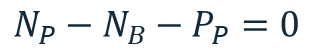 N_P − N_B − P_P = 0